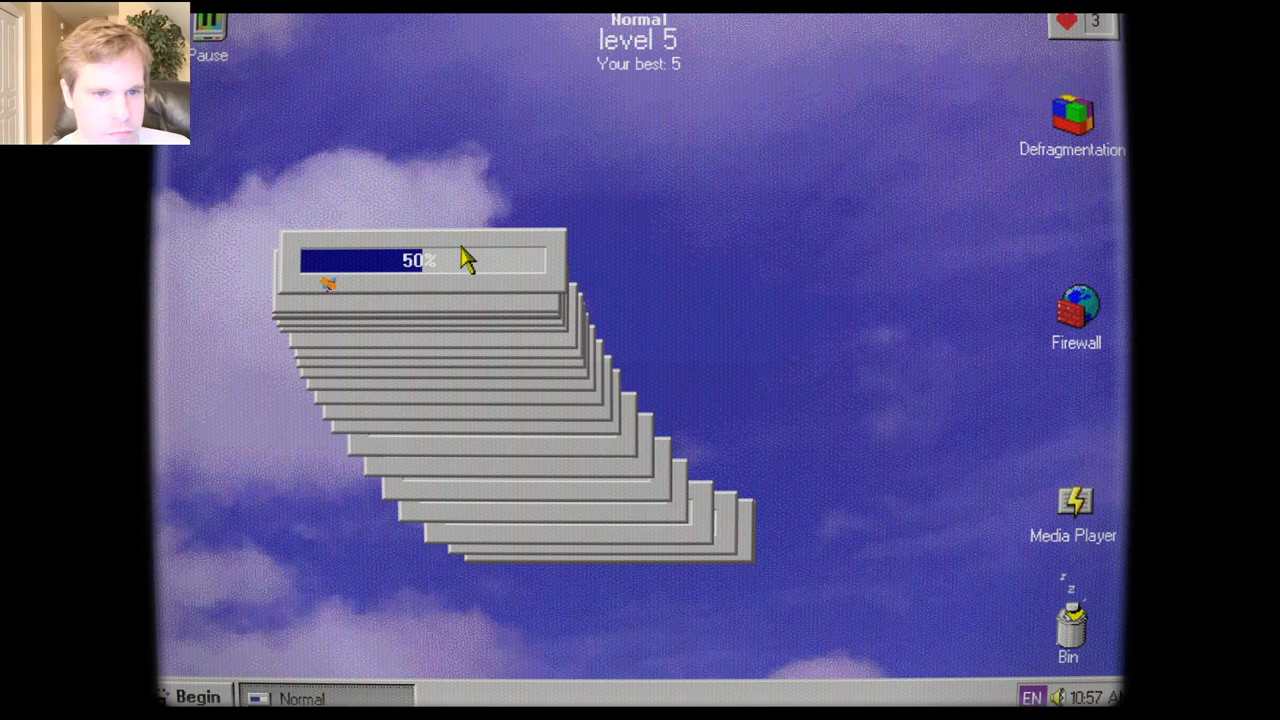 Normal
level 5
Your best: 5
3
Pause
Defragmentation
50%
Firewall
Media Player
z
z
Bin
Begin
Normal
EN
10:57 A